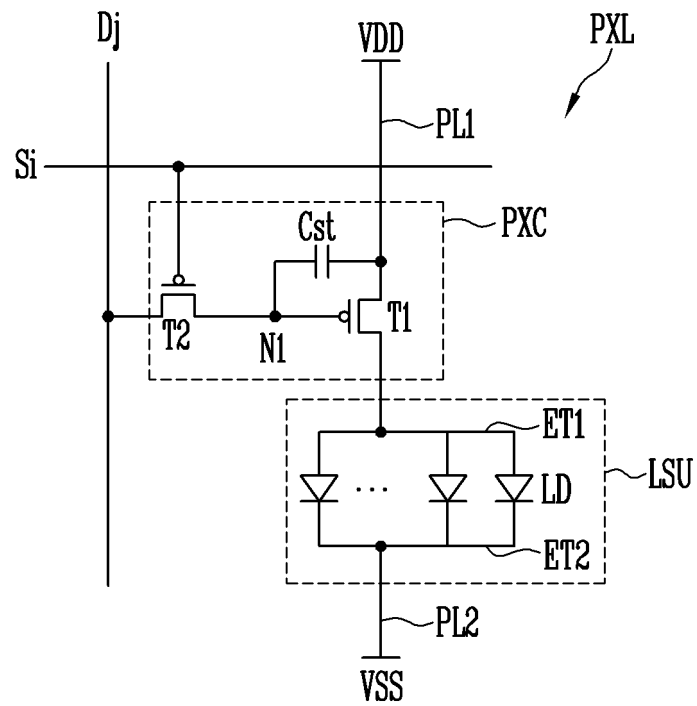 Dj
VDD
PXL
PL1
Si
PXC
Cst
T2
N1
T1
ET1
LD
...
LSU
ET2
PL2
VSS